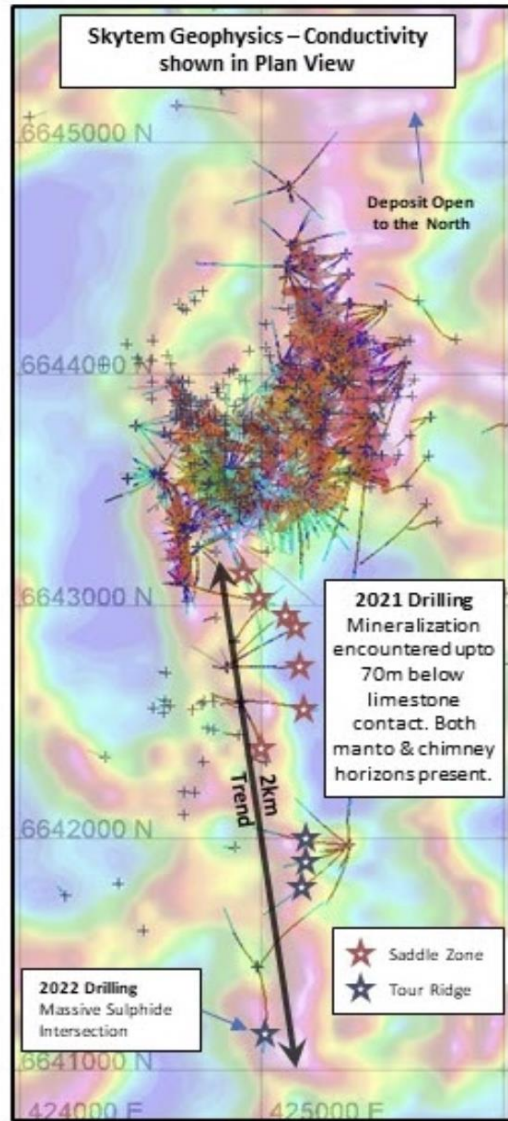 Skytem Geophysics – Conductivity
shown in Plan View
6645000 N
Deposit Open
to the North
6644000 N
6643000 N
2021 Drilling
Mineralization
encountered upto
70m below
limestone
contact. Both
manto & chimney
horizons present.
2km
Trend
6642000 N
Saddle Zone
Tour Ridge
2022 Drilling
Massive Sulphide
Intersection
6641000 N
424000 E
425000 E